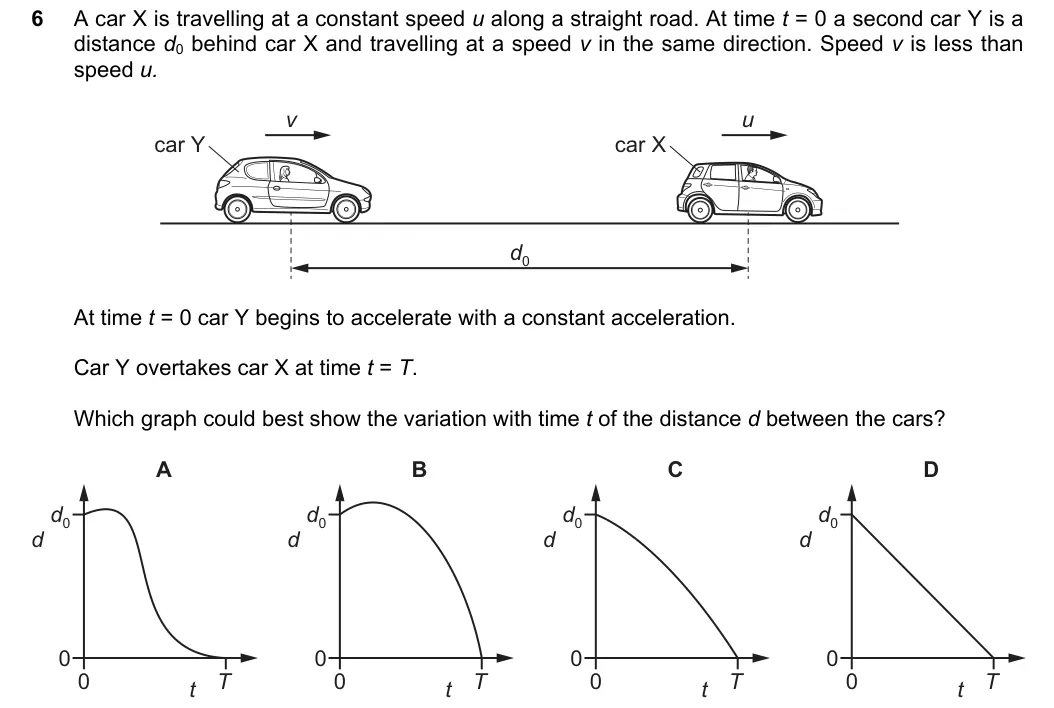 6 A car X is travelling at a constant speed u along a straight road. At time t = 0 a second car Y is a
distance d₀ behind car X and travelling at a speed v in the same direction. Speed v is less than
speed u.
v u
car Y car X
d₀
At time t = 0 car Y begins to accelerate with a constant acceleration.
Car Y overtakes car X at time t = T.
Which graph could best show the variation with time t of the distance d between the cars?
A B C D
d₀ d₀ d₀ d₀
d d d d
0 0 0 0
0 t T 0 t T 0 t T 0 t T